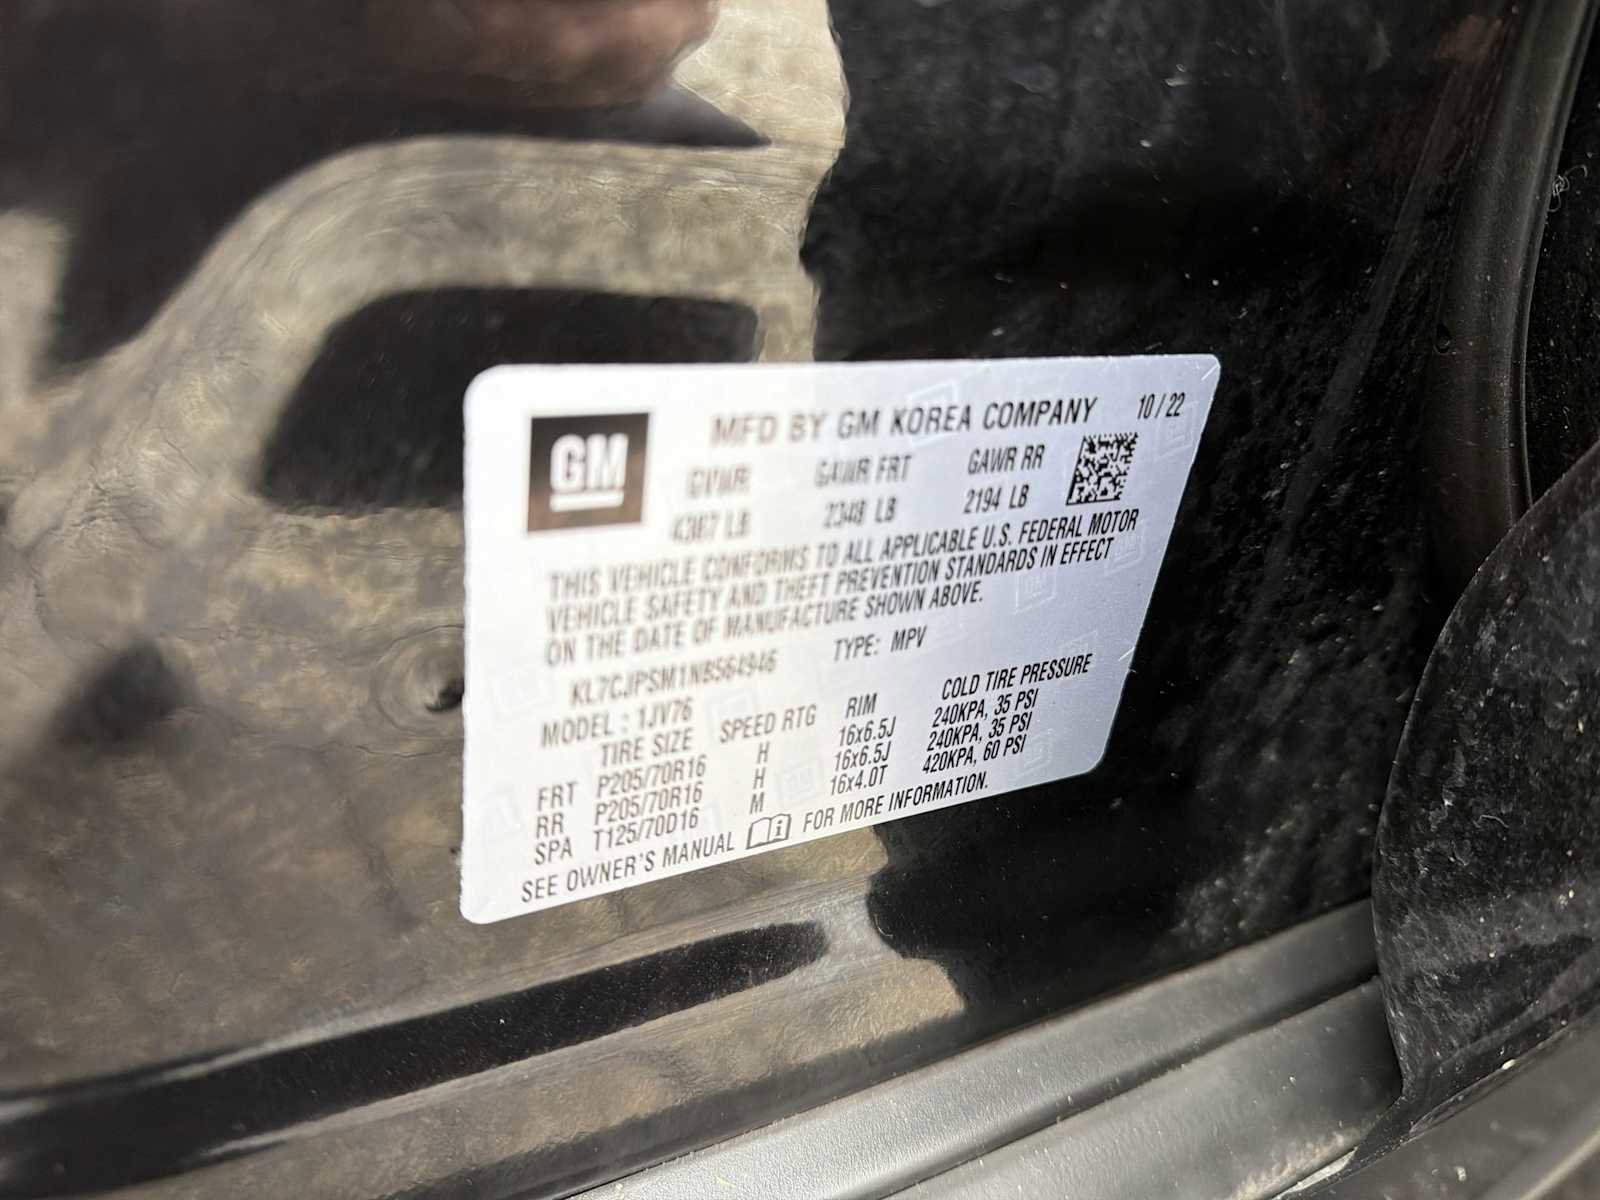 GM
MFD BY GM KOREA COMPANY 10/22
GVWR GAWR FRT GAWR RR
4387 LB 2348 LB 2194 LB
THIS VEHICLE CONFORMS TO ALL APPLICABLE U.S. FEDERAL MOTOR
VEHICLE SAFETY AND THEFT PREVENTION STANDARDS IN EFFECT
ON THE DATE OF MANUFACTURE SHOWN ABOVE.
KL7CJPSM1NB564946 TYPE: MPV
MODEL: 1JV76
TIRE SIZE SPEED RTG RIM COLD TIRE PRESSURE
FRT P205/70R16 H 16x6.5J 240KPA, 35 PSI
RR P205/70R16 H 16x6.5J 240KPA, 35 PSI
SPA T125/70D16 M 16x4.0T 420KPA, 60 PSI
SEE OWNER'S MANUAL FOR MORE INFORMATION.